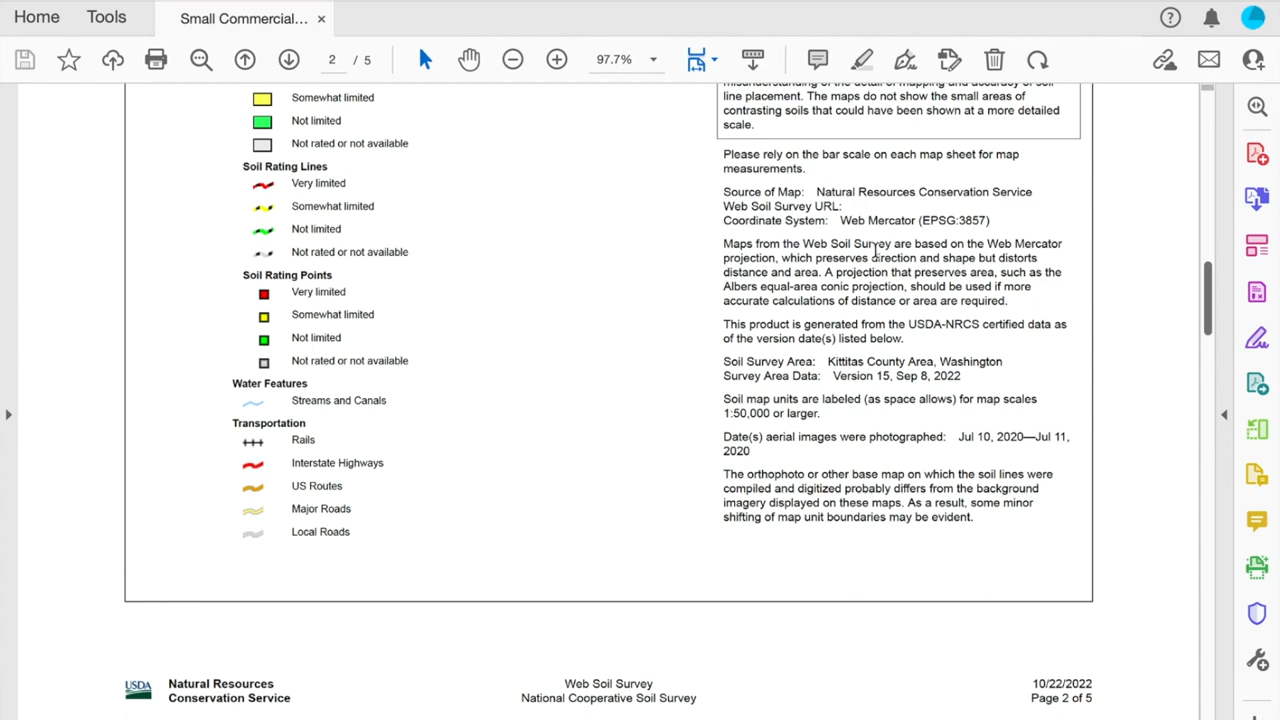 Home
Tools
Small Commercial...
2 / 5
97.7%
Somewhat limited
Not limited
Not rated or not available
Soil Rating Lines
Very limited
Somewhat limited
Not limited
Not rated or not available
Soil Rating Points
Very limited
Somewhat limited
Not limited
Not rated or not available
Water Features
Streams and Canals
Transportation
Rails
Interstate Highways
US Routes
Major Roads
Local Roads
misunderstanding of the detail of mapping and accuracy of soil
line placement. The maps do not show the small areas of
contrasting soils that could have been shown at a more detailed
scale.
Please rely on the bar scale on each map sheet for map
measurements.
Source of Map: Natural Resources Conservation Service
Web Soil Survey URL:
Coordinate System: Web Mercator (EPSG:3857)
Maps from the Web Soil Survey are based on the Web Mercator
projection, which preserves direction and shape but distorts
distance and area. A projection that preserves area, such as the
Albers equal-area conic projection, should be used if more
accurate calculations of distance or area are required.
This product is generated from the USDA-NRCS certified data as
of the version date(s) listed below.
Soil Survey Area: Kittitas County Area, Washington
Survey Area Data: Version 15, Sep 8, 2022
Soil map units are labeled (as space allows) for map scales
1:50,000 or larger.
Date(s) aerial images were photographed: Jul 10, 2020—Jul 11,
2020
The orthophoto or other base map on which the soil lines were
compiled and digitized probably differs from the background
imagery displayed on these maps. As a result, some minor
shifting of map unit boundaries may be evident.
USDA
Natural Resources
Conservation Service
Web Soil Survey
National Cooperative Soil Survey
10/22/2022
Page 2 of 5